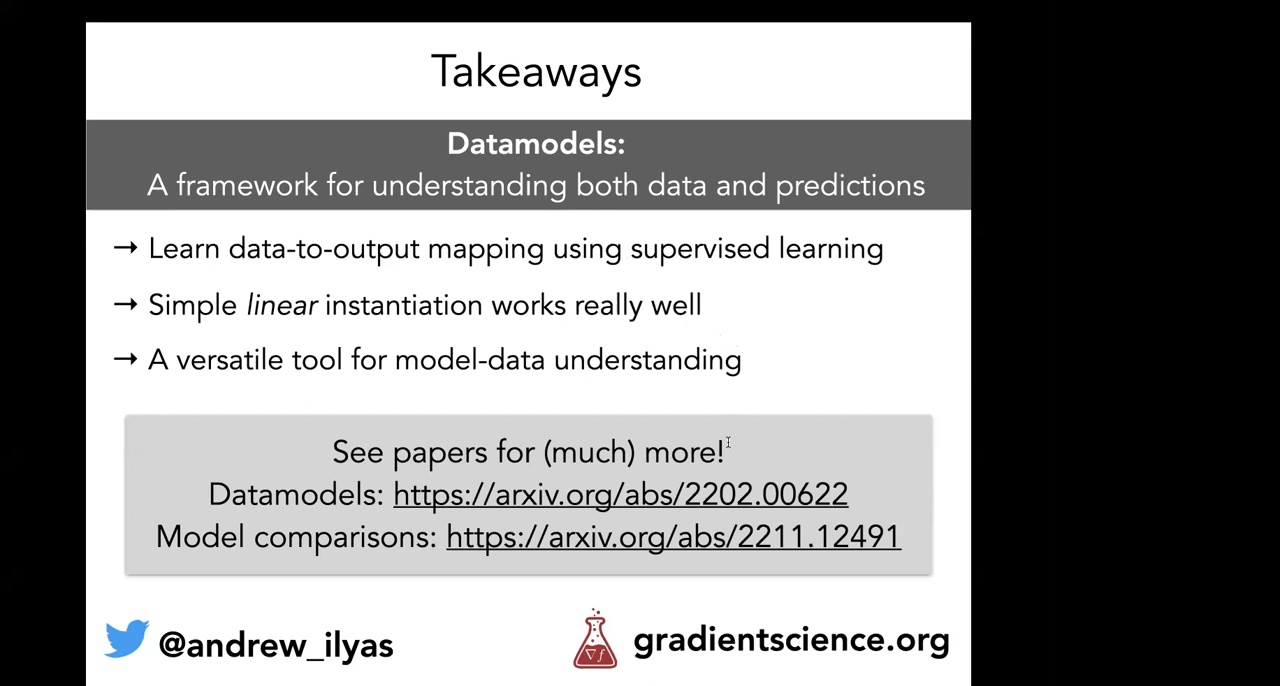 Takeaways
Datamodels:
A framework for understanding both data and predictions
→ Learn data-to-output mapping using supervised learning
→ Simple linear instantiation works really well
→ A versatile tool for model-data understanding
See papers for (much) more!
Datamodels: https://arxiv.org/abs/2202.00622
Model comparisons: https://arxiv.org/abs/2211.12491
@andrew_ilyas
∇f
gradientscience.org